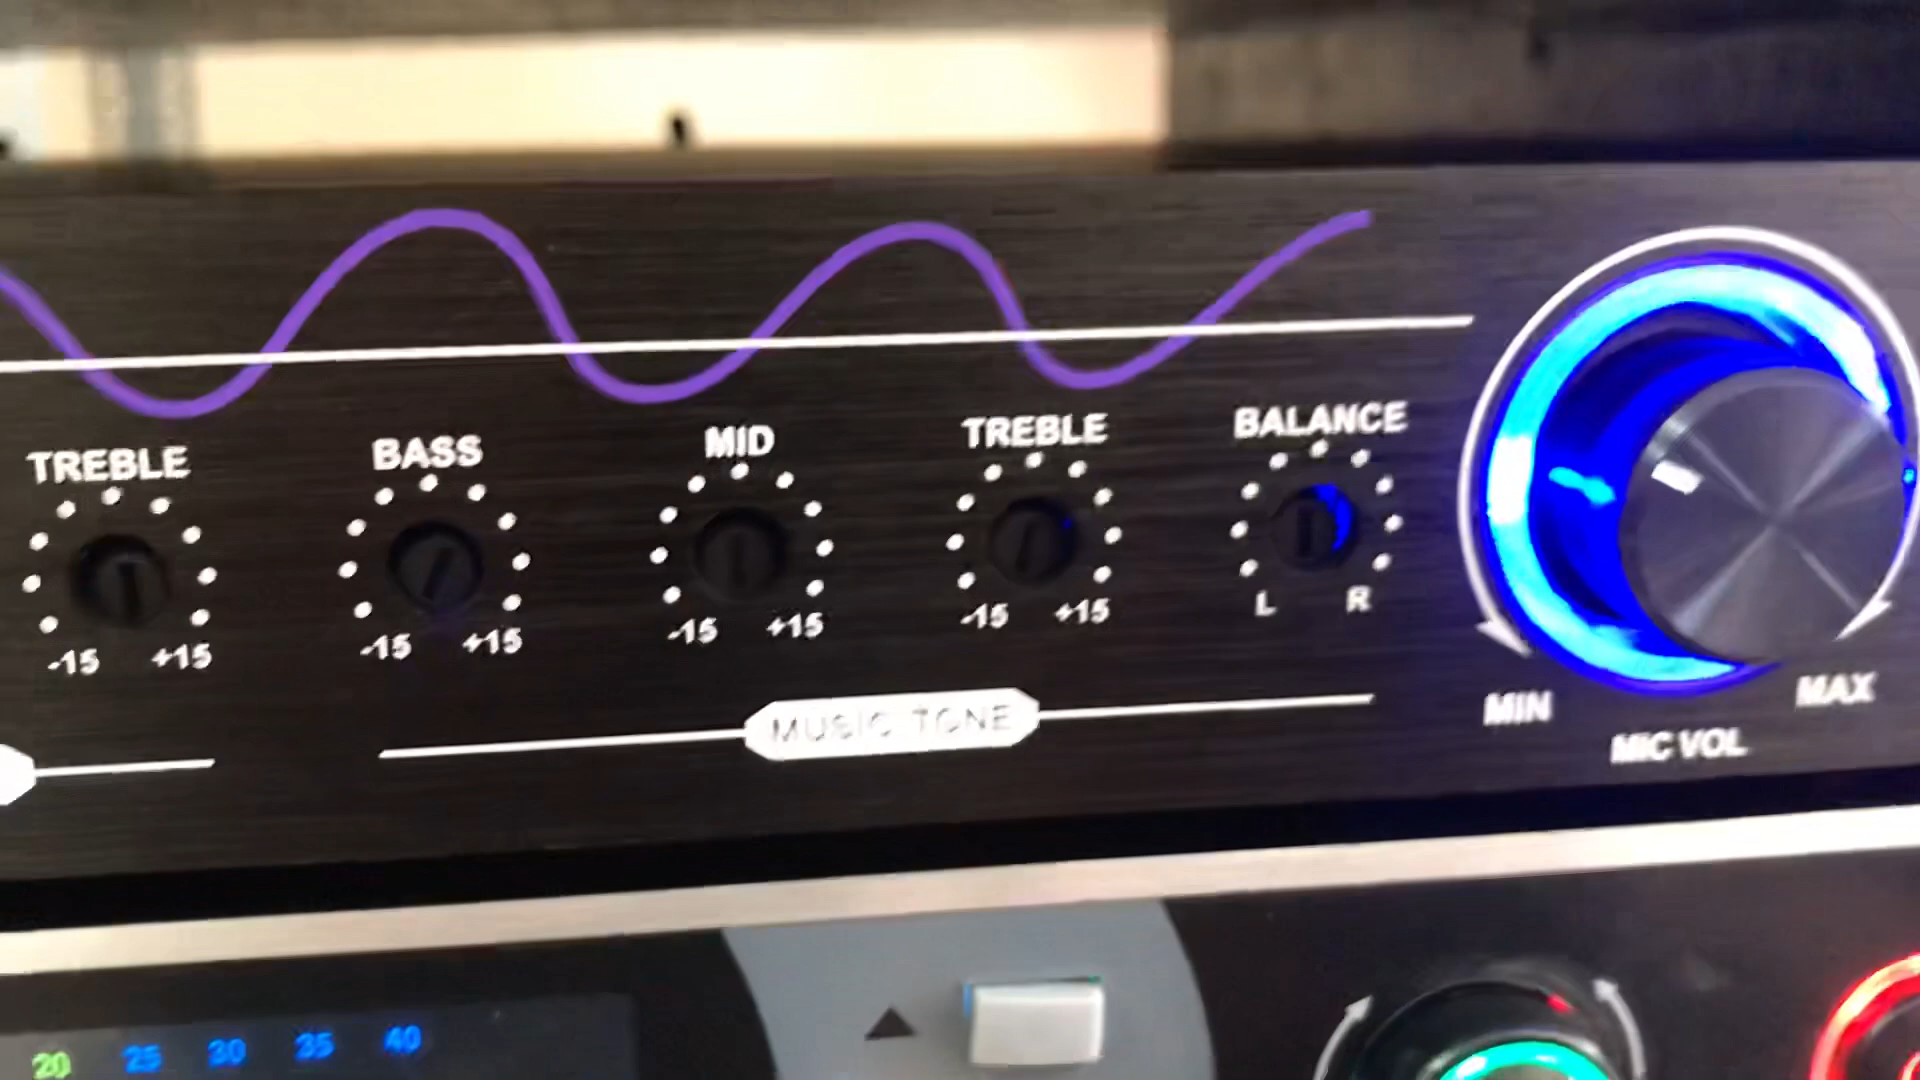 TREBLE
BASS
MID
TREBLE
BALANCE
-15 +15
-15 +15
-15 +15
-15 +15
L R
MUSIC TONE
MIN
MAX
MIC VOL
20 25 30 35 40